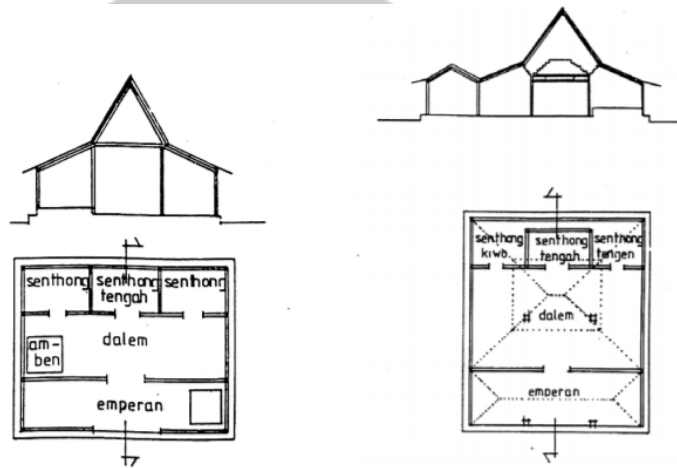 senthong senthong senthong
tengah
am-
ben
dalem
emperan
senthong
kiwo
senthong
tengah
senthong
tengen
dalem
emperan